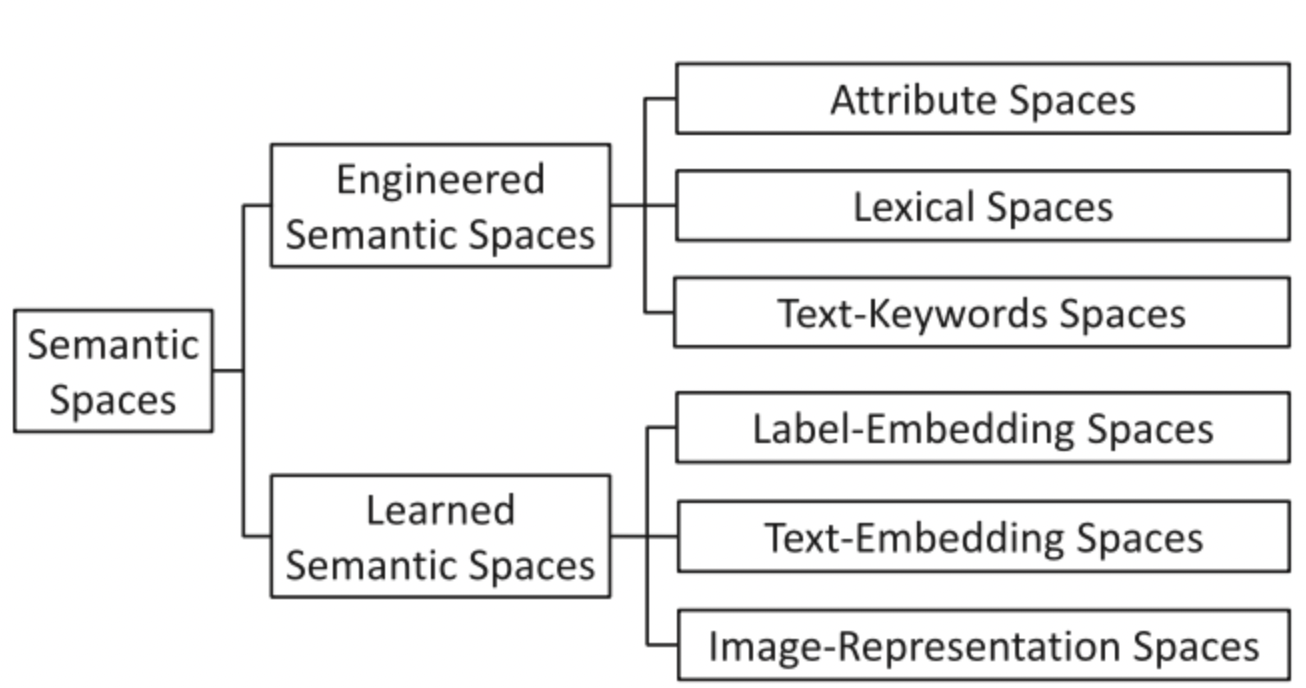 Semantic
Spaces
Engineered
Semantic Spaces
Attribute Spaces
Lexical Spaces
Text-Keywords Spaces
Learned
Semantic Spaces
Label-Embedding Spaces
Text-Embedding Spaces
Image-Representation Spaces